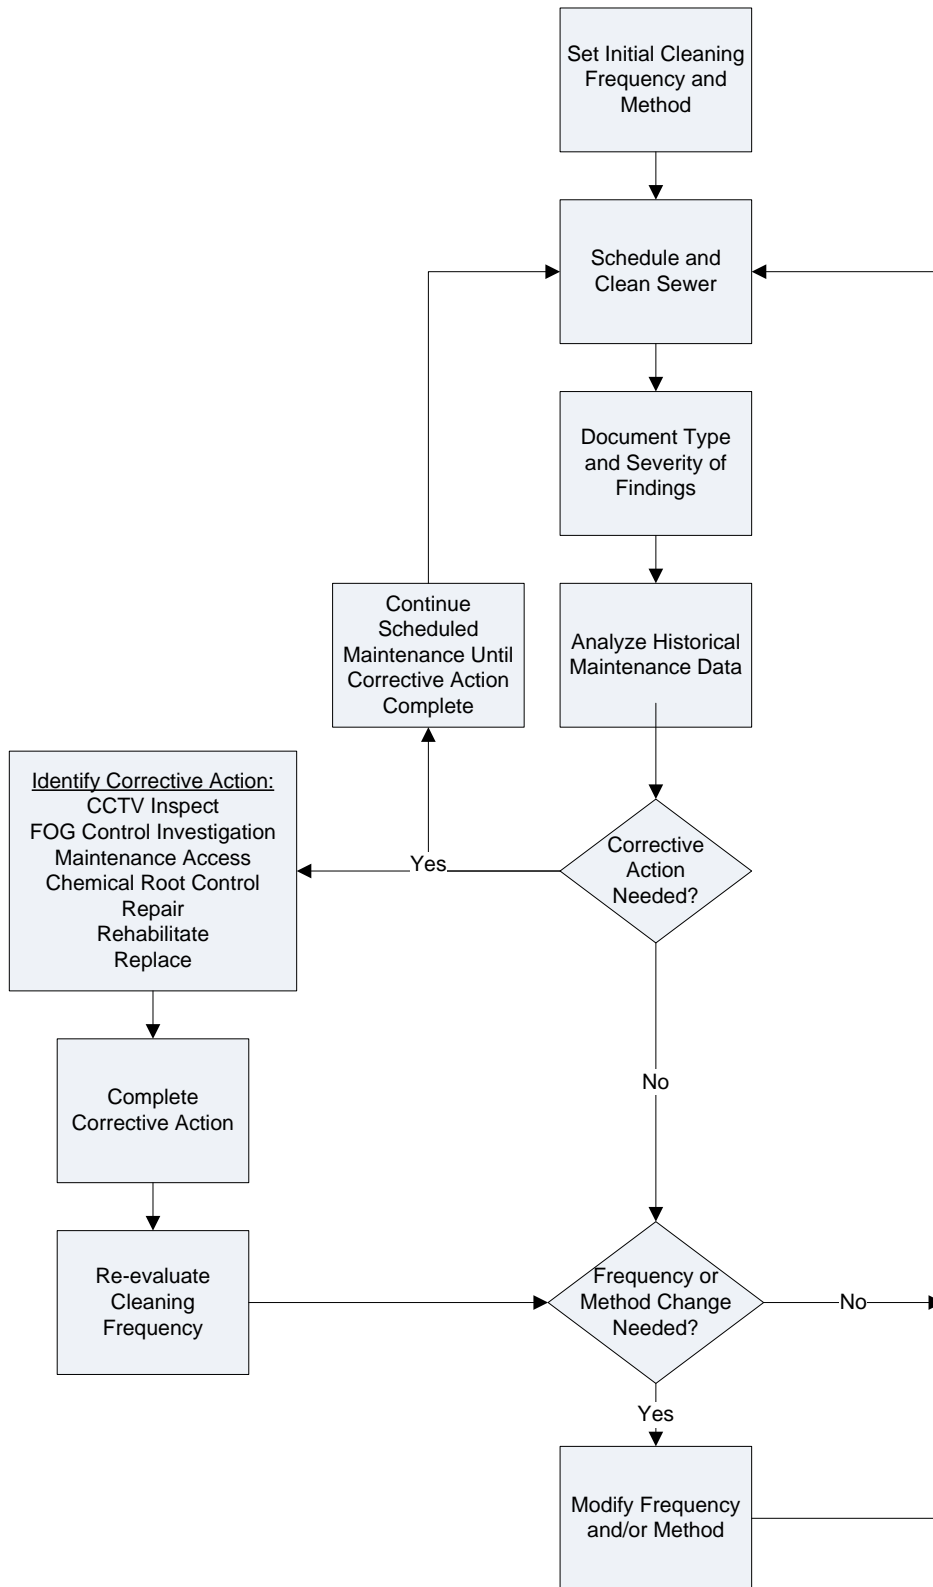 Set Initial Cleaning
Frequency and
Method
Schedule and
Clean Sewer
Document Type
and Severity of
Findings
Continue
Scheduled
Maintenance Until
Corrective Action
Complete
Analyze Historical
Maintenance Data
Identify Corrective Action:
CCTV Inspect
FOG Control Investigation
Maintenance Access
Chemical Root Control
Repair
Rehabilitate
Replace
Yes
Corrective
Action
Needed?
Complete
Corrective Action
No
Re-evaluate
Cleaning
Frequency
Frequency or
Method Change
Needed?
No
Yes
Modify Frequency
and/or Method